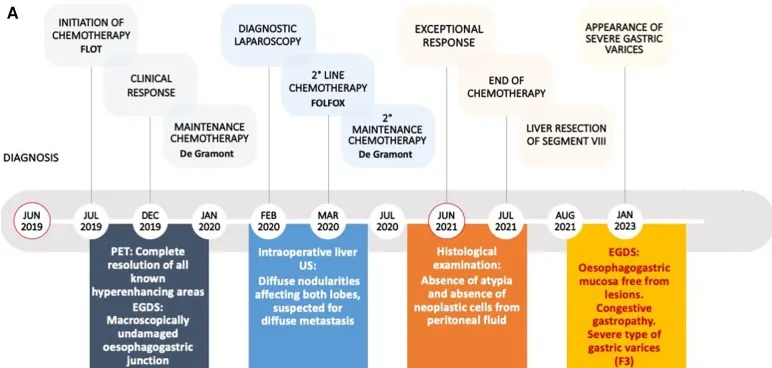 A
INITIATION OF
CHEMOTHERAPY
FLOT
CLINICAL
RESPONSE
MAINTENANCE
CHEMOTHERAPY
De Gramont
DIAGNOSTIC
LAPAROSCOPY
2° LINE
CHEMOTHERAPY
FOLFOX
2°
MAINTENANCE
CHEMOTHERAPY
De Gramont
EXCEPTIONAL
RESPONSE
END OF
CHEMOTHERAPY
LIVER RESECTION
OF SEGMENT VIII
APPEARANCE OF
SEVERE GASTRIC
VARICES
DIAGNOSIS
JUN
2019
JUL
2019
DEC
2019
JAN
2020
FEB
2020
MAR
2020
JUL
2020
JUN
2021
JUL
2021
AUG
2021
JAN
2023
PET: Complete
resolution of all
known
hyperenhancing areas
EGDS:
Macroscopically
undamaged
oesophagogastric
junction
Intraoperative liver
US:
Diffuse nodularities
affecting both lobes,
suspected for
diffuse metastasis
Histological
examination:
Absence of atypia
and absence of
neoplastic cells from
peritoneal fluid
EGDS:
Oesophagogastric
mucosa free from
lesions.
Congestive
gastropathy.
Severe type of
gastric varices
(F3)